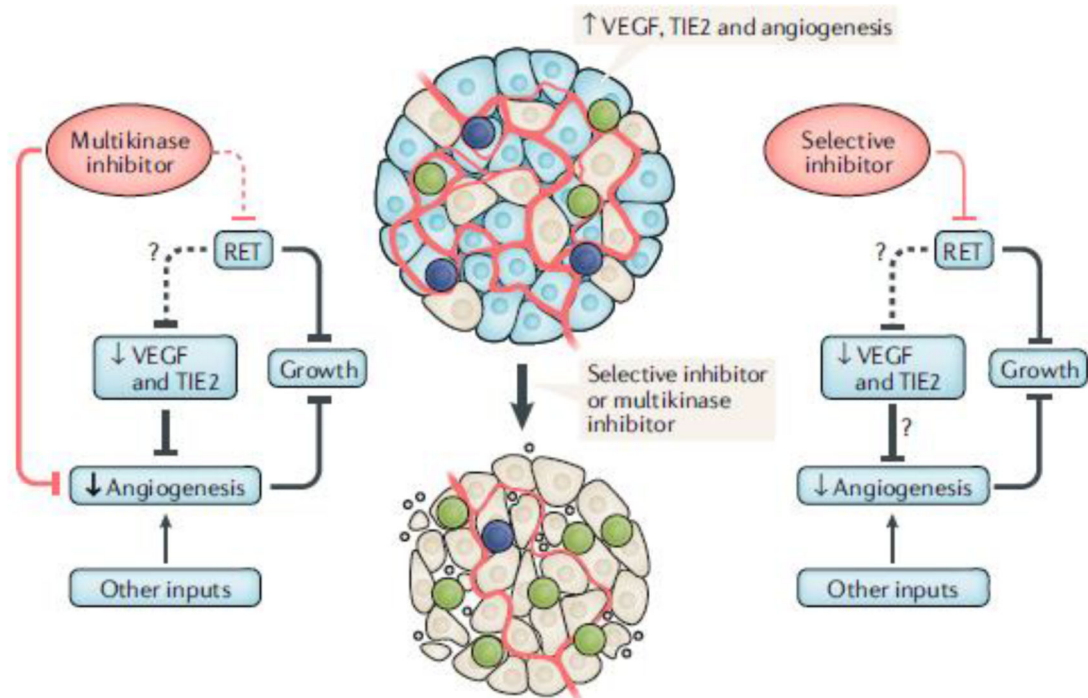 ↑ VEGF, TIE2 and angiogenesis
Multikinase
inhibitor
?
RET
↓ VEGF
and TIE2
Growth
↓ Angiogenesis
Other inputs
Selective inhibitor
or multikinase
inhibitor
Selective
inhibitor
?
RET
↓ VEGF
and TIE2
Growth
?
↓ Angiogenesis
Other inputs